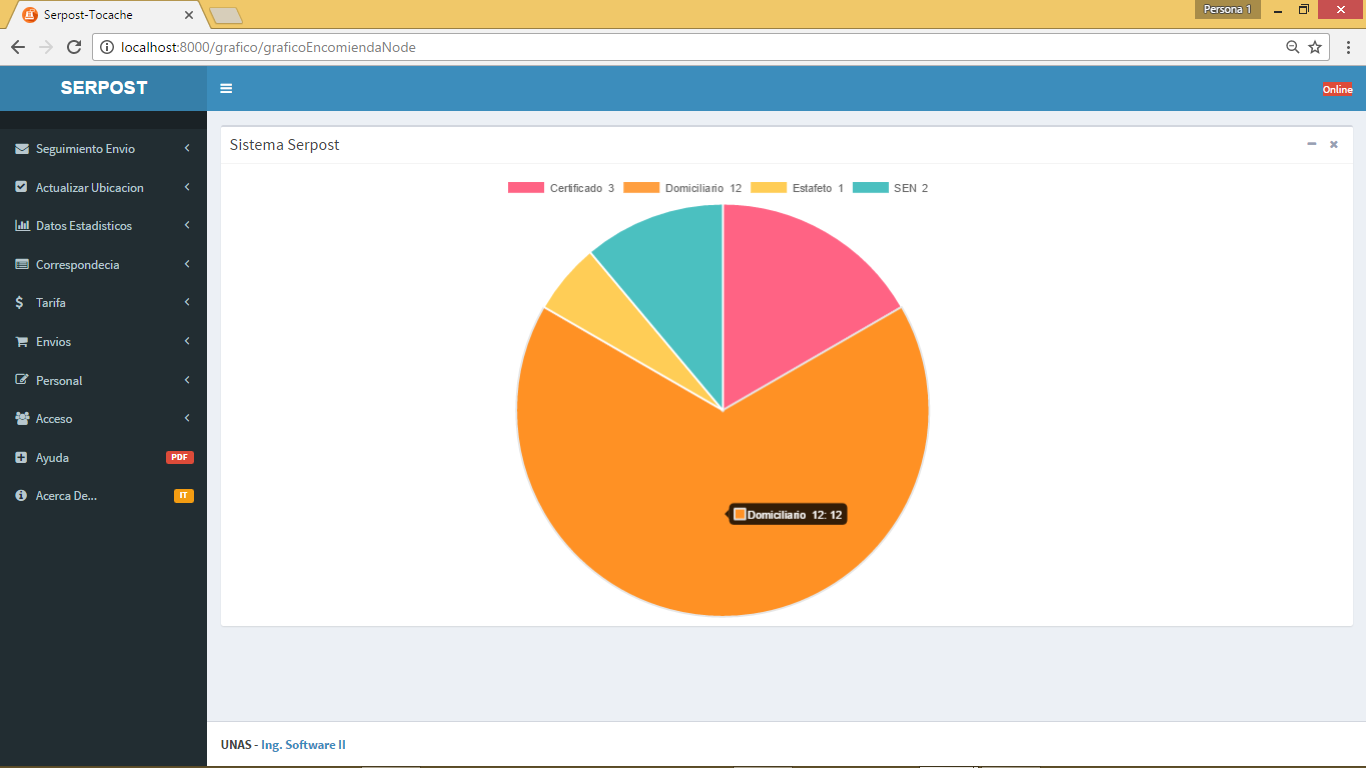 Serpost-Tocache
Persona 1
localhost:8000/grafico/graficoEncomiendaNode
SERPOST
Online
Seguimiento Envio
Actualizar Ubicacion
Datos Estadisticos
Correspondecia
Tarifa
Envios
Personal
Acceso
Ayuda PDF
Acerca De... IT
Sistema Serpost
Certificado 3 Domiciliario 12 Estafeto 1 SEN 2
Domiciliario 12: 12
UNAS - Ing. Software II